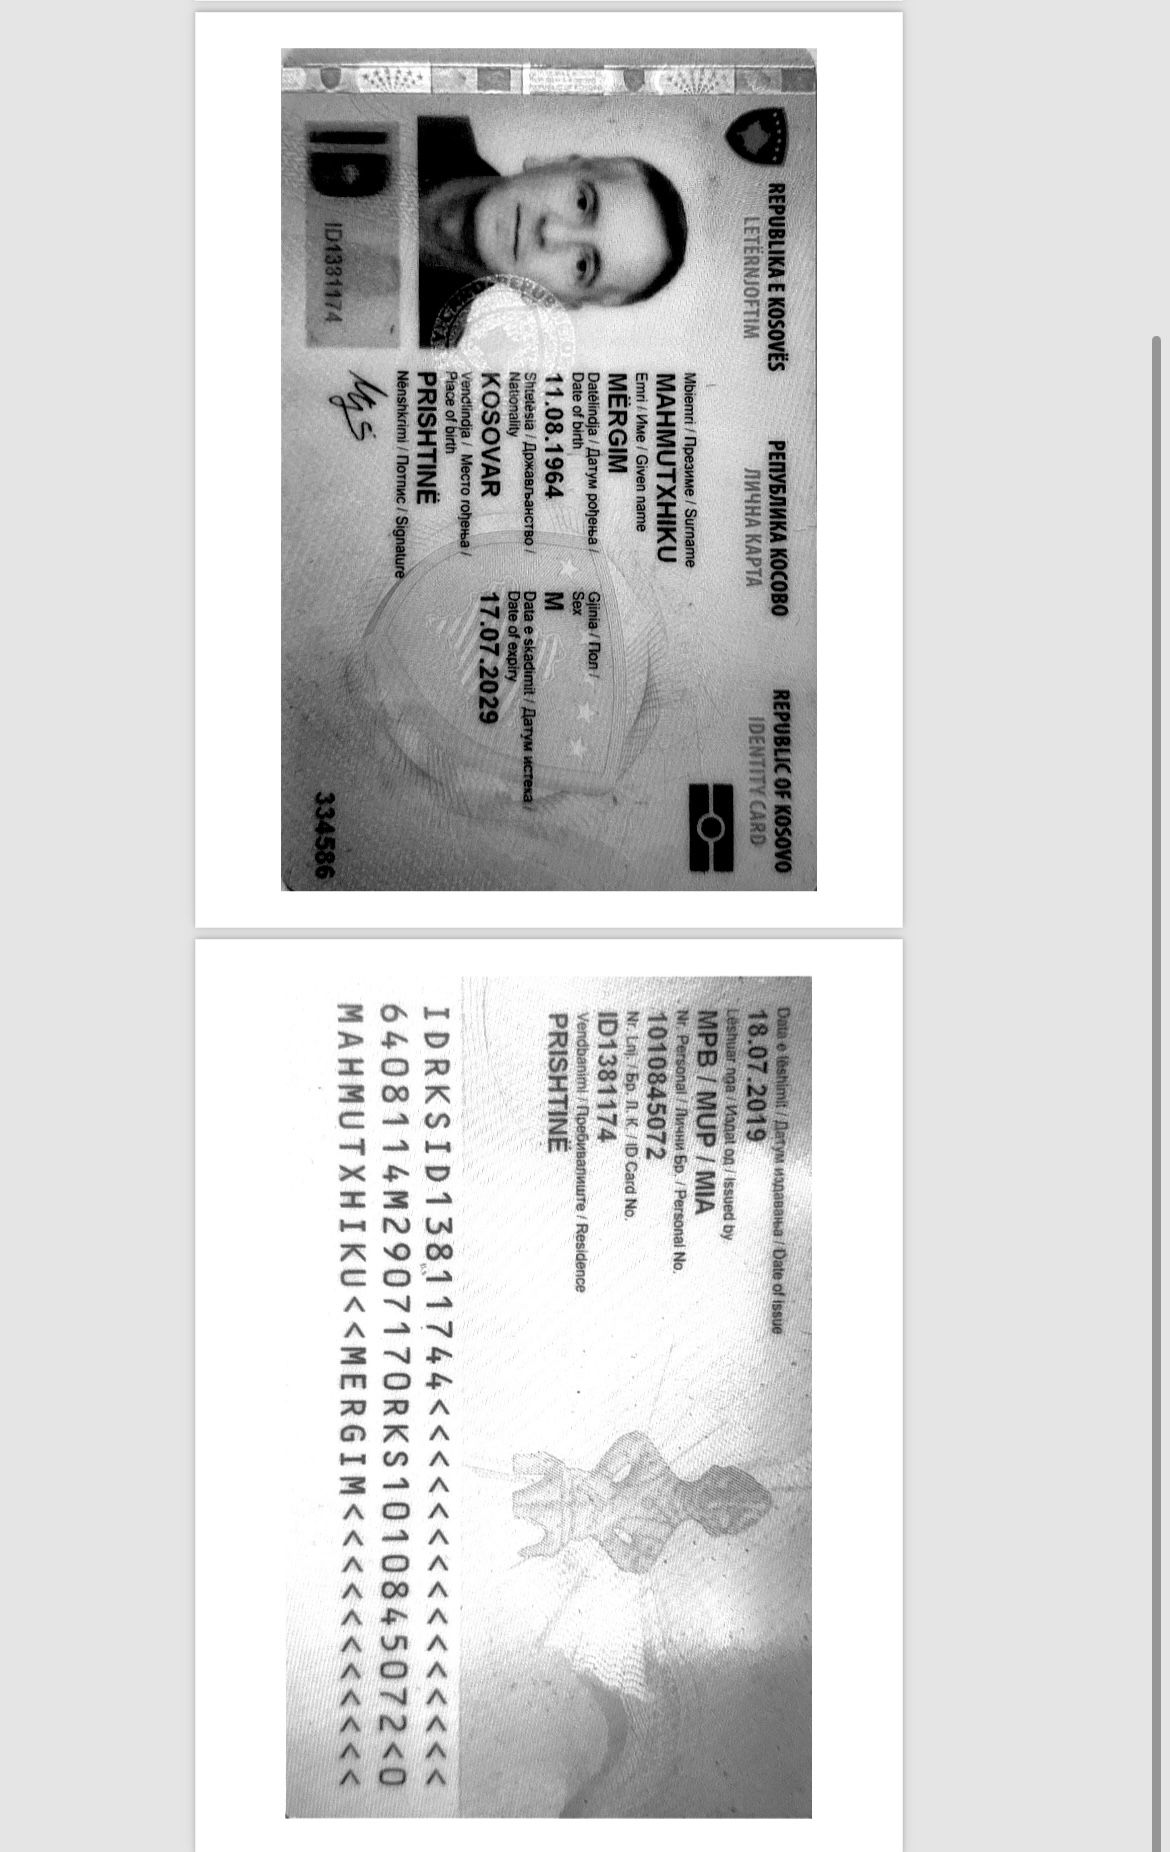 REPUBLIKA E KOSOVËS
LETËRNJOFTIM
РЕПУБЛИКА КОСОВО
ЛИЧНА КАРТА
REPUBLIC OF KOSOVO
IDENTITY CARD
Mbiemri / Презиме / Surname
MAHMUTXHIKU
Emri / Име / Given name
MËRGIM
Datëlindja / Датум рођења /
Date of birth
11.08.1964
Gjinia / Пол /
Sex
M
Shtetësia / Држављанство /
Nationality
KOSOVAR
Data e skadimit / Датум истека /
Date of expiry
17.07.2029
Vendlindja / Место рођења /
Place of birth
PRISHTINË
Nënshkrimi / Потпис / Signature
ID
ID1381174
334586
Data e lëshimit / Датум издавања / Date of issue
18.07.2019
Lëshuar nga / Издат од / Issued by
MPB / MUP / MIA
Nr. Personal / Лични Бр. / Personal No.
1010845072
Nr. Lnj. / Бр. Л. К. / ID Card No.
ID1381174
Vendbanimi / Пребивалиште / Residence
PRISHTINË
IDRKSID13811744<<<<<<<<<<<<<<<
6408114M2907170RKS1010845072<0
MAHMUTXHIKU<<MERGIM<<<<<<<<<<<